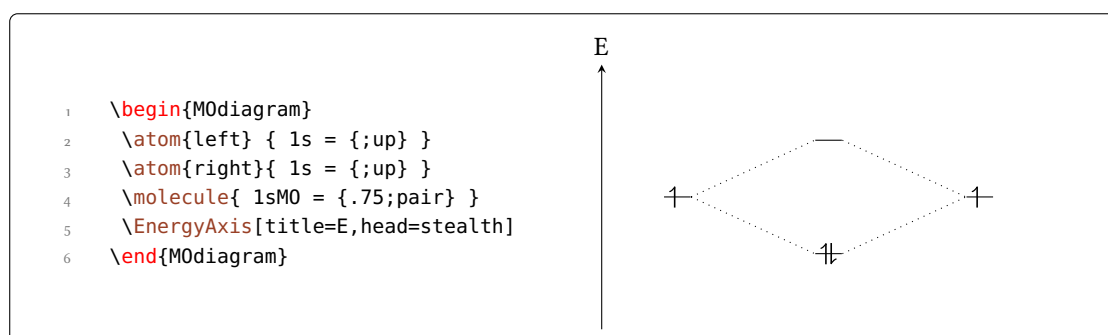 E
1 \begin{MOdiagram}
2 \atom{left} { 1s = {;up} }
3 \atom{right}{ 1s = {;up} }
4 \molecule{ 1sMO = {.75;pair} }
5 \EnergyAxis[title=E,head=stealth]
6 \end{MOdiagram}